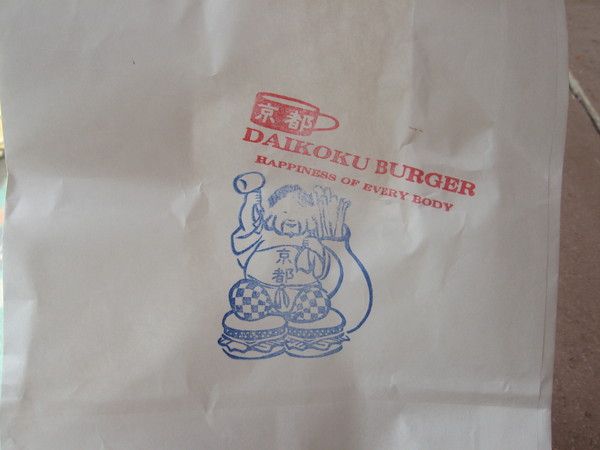 京都
DAIKOKU BURGER
HAPPINESS OF EVERY BODY
京
都